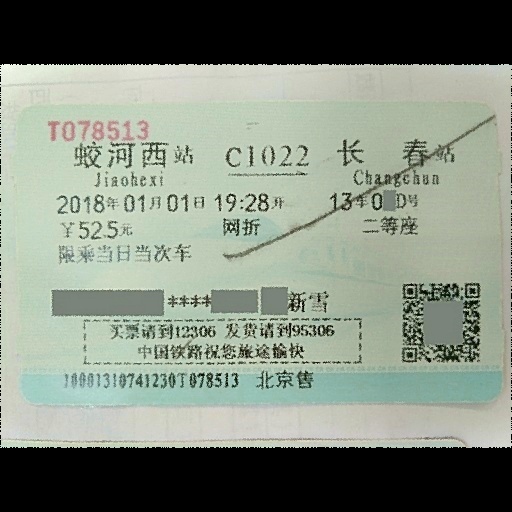 T078513
蛟河西站 C1022 长春站
Jiaohexi Changchun
2018年01月01日 19:28开 13车0 D号
￥52.5元 网折 二等座
限乘当日当次车
**** 新雪
买票请到12306 发货请到95306
中国铁路祝您旅途愉快
10001310741230T078513 北京售